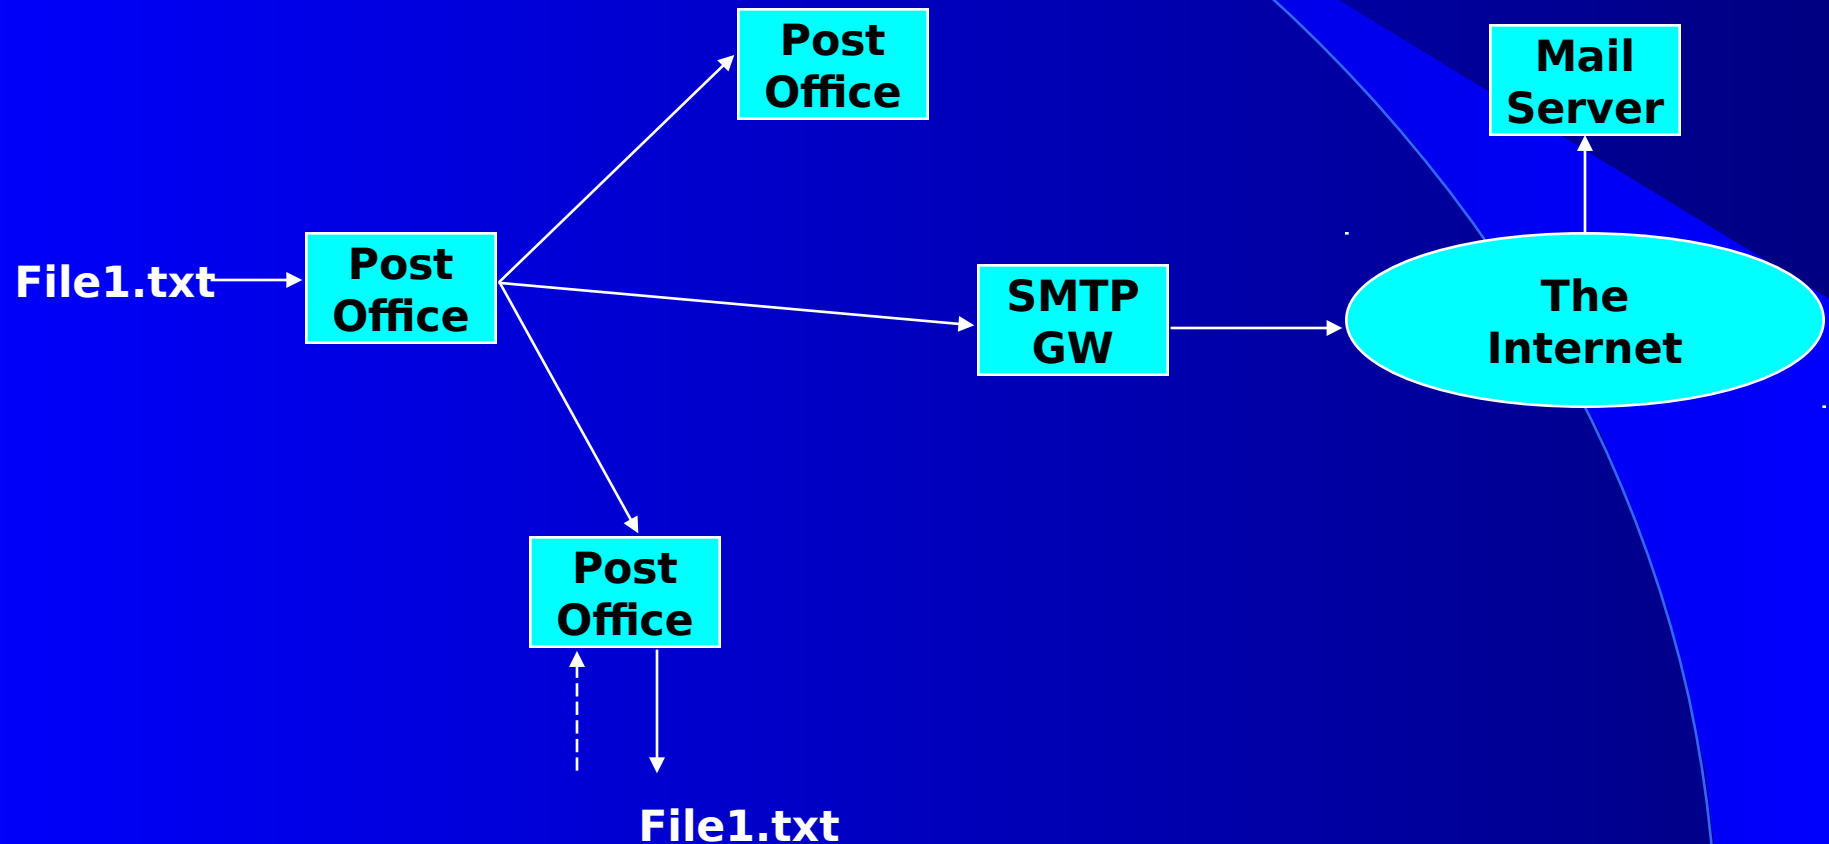 Post
Office
Mail
Server
File1.txt
Post
Office
SMTP
GW
The
Internet
Post
Office
File1.txt